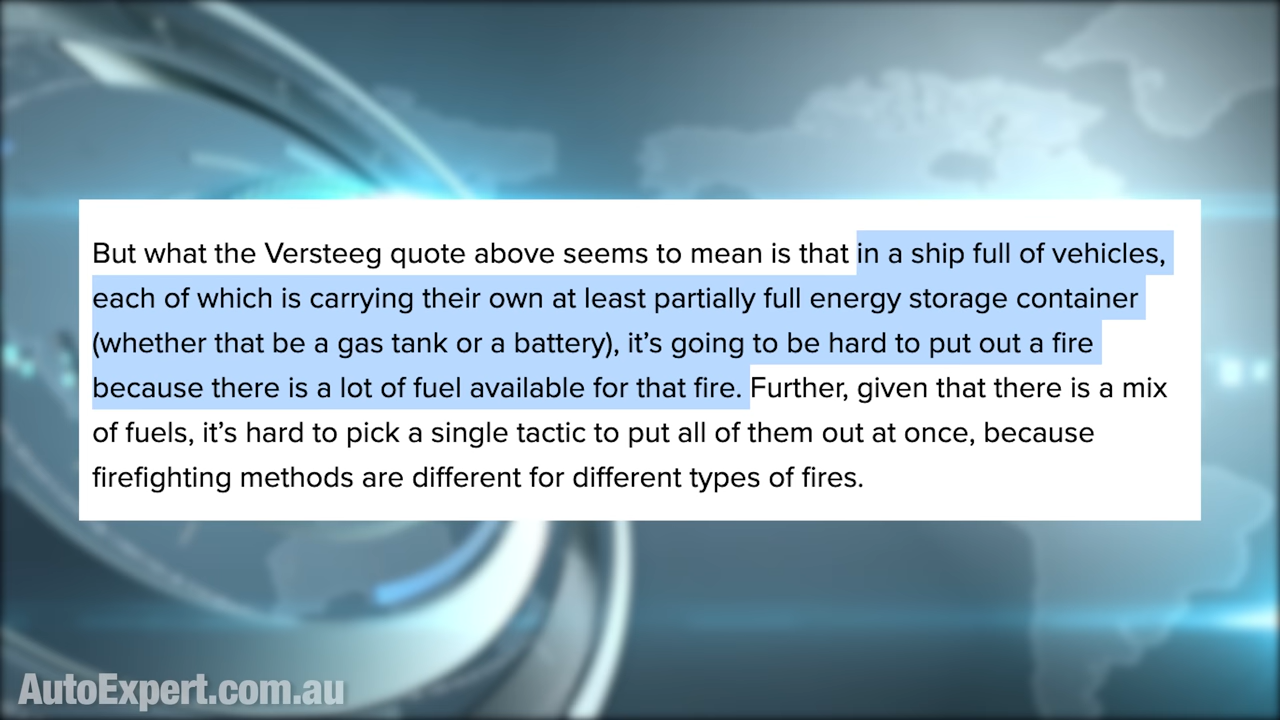 But what the Versteeg quote above seems to mean is that in a ship full of vehicles,
each of which is carrying their own at least partially full energy storage container
(whether that be a gas tank or a battery), it’s going to be hard to put out a fire
because there is a lot of fuel available for that fire. Further, given that there is a mix
of fuels, it’s hard to pick a single tactic to put all of them out at once, because
firefighting methods are different for different types of fires.
AutoExpert.com.au